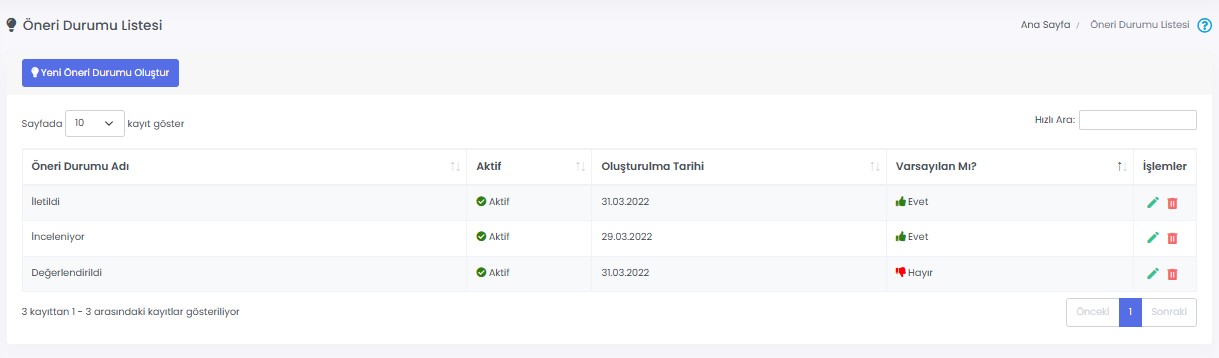 Öneri Durumu Listesi
Ana Sayfa / Öneri Durumu Listesi ?
Yeni Öneri Durumu Oluştur
Sayfada 10 kayıt göster
Hızlı Ara:
Öneri Durumu Adı Aktif Oluşturulma Tarihi Varsayılan Mı? İşlemler
İletildi Aktif 31.03.2022 Evet
İnceleniyor Aktif 29.03.2022 Evet
Değerlendirildi Aktif 31.03.2022 Hayır
3 kayıttan 1 - 3 arasındaki kayıtlar gösteriliyor
Önceki 1 Sonraki